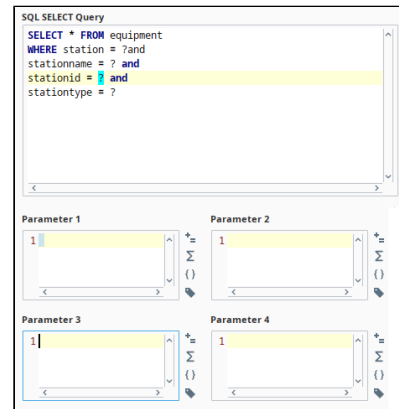 SQL SELECT Query
SELECT * FROM equipment
WHERE station = ?and
stationname = ? and
stationid = ? and
stationtype = ?
Parameter 1 Parameter 2
1 1
Parameter 3 Parameter 4
1 1